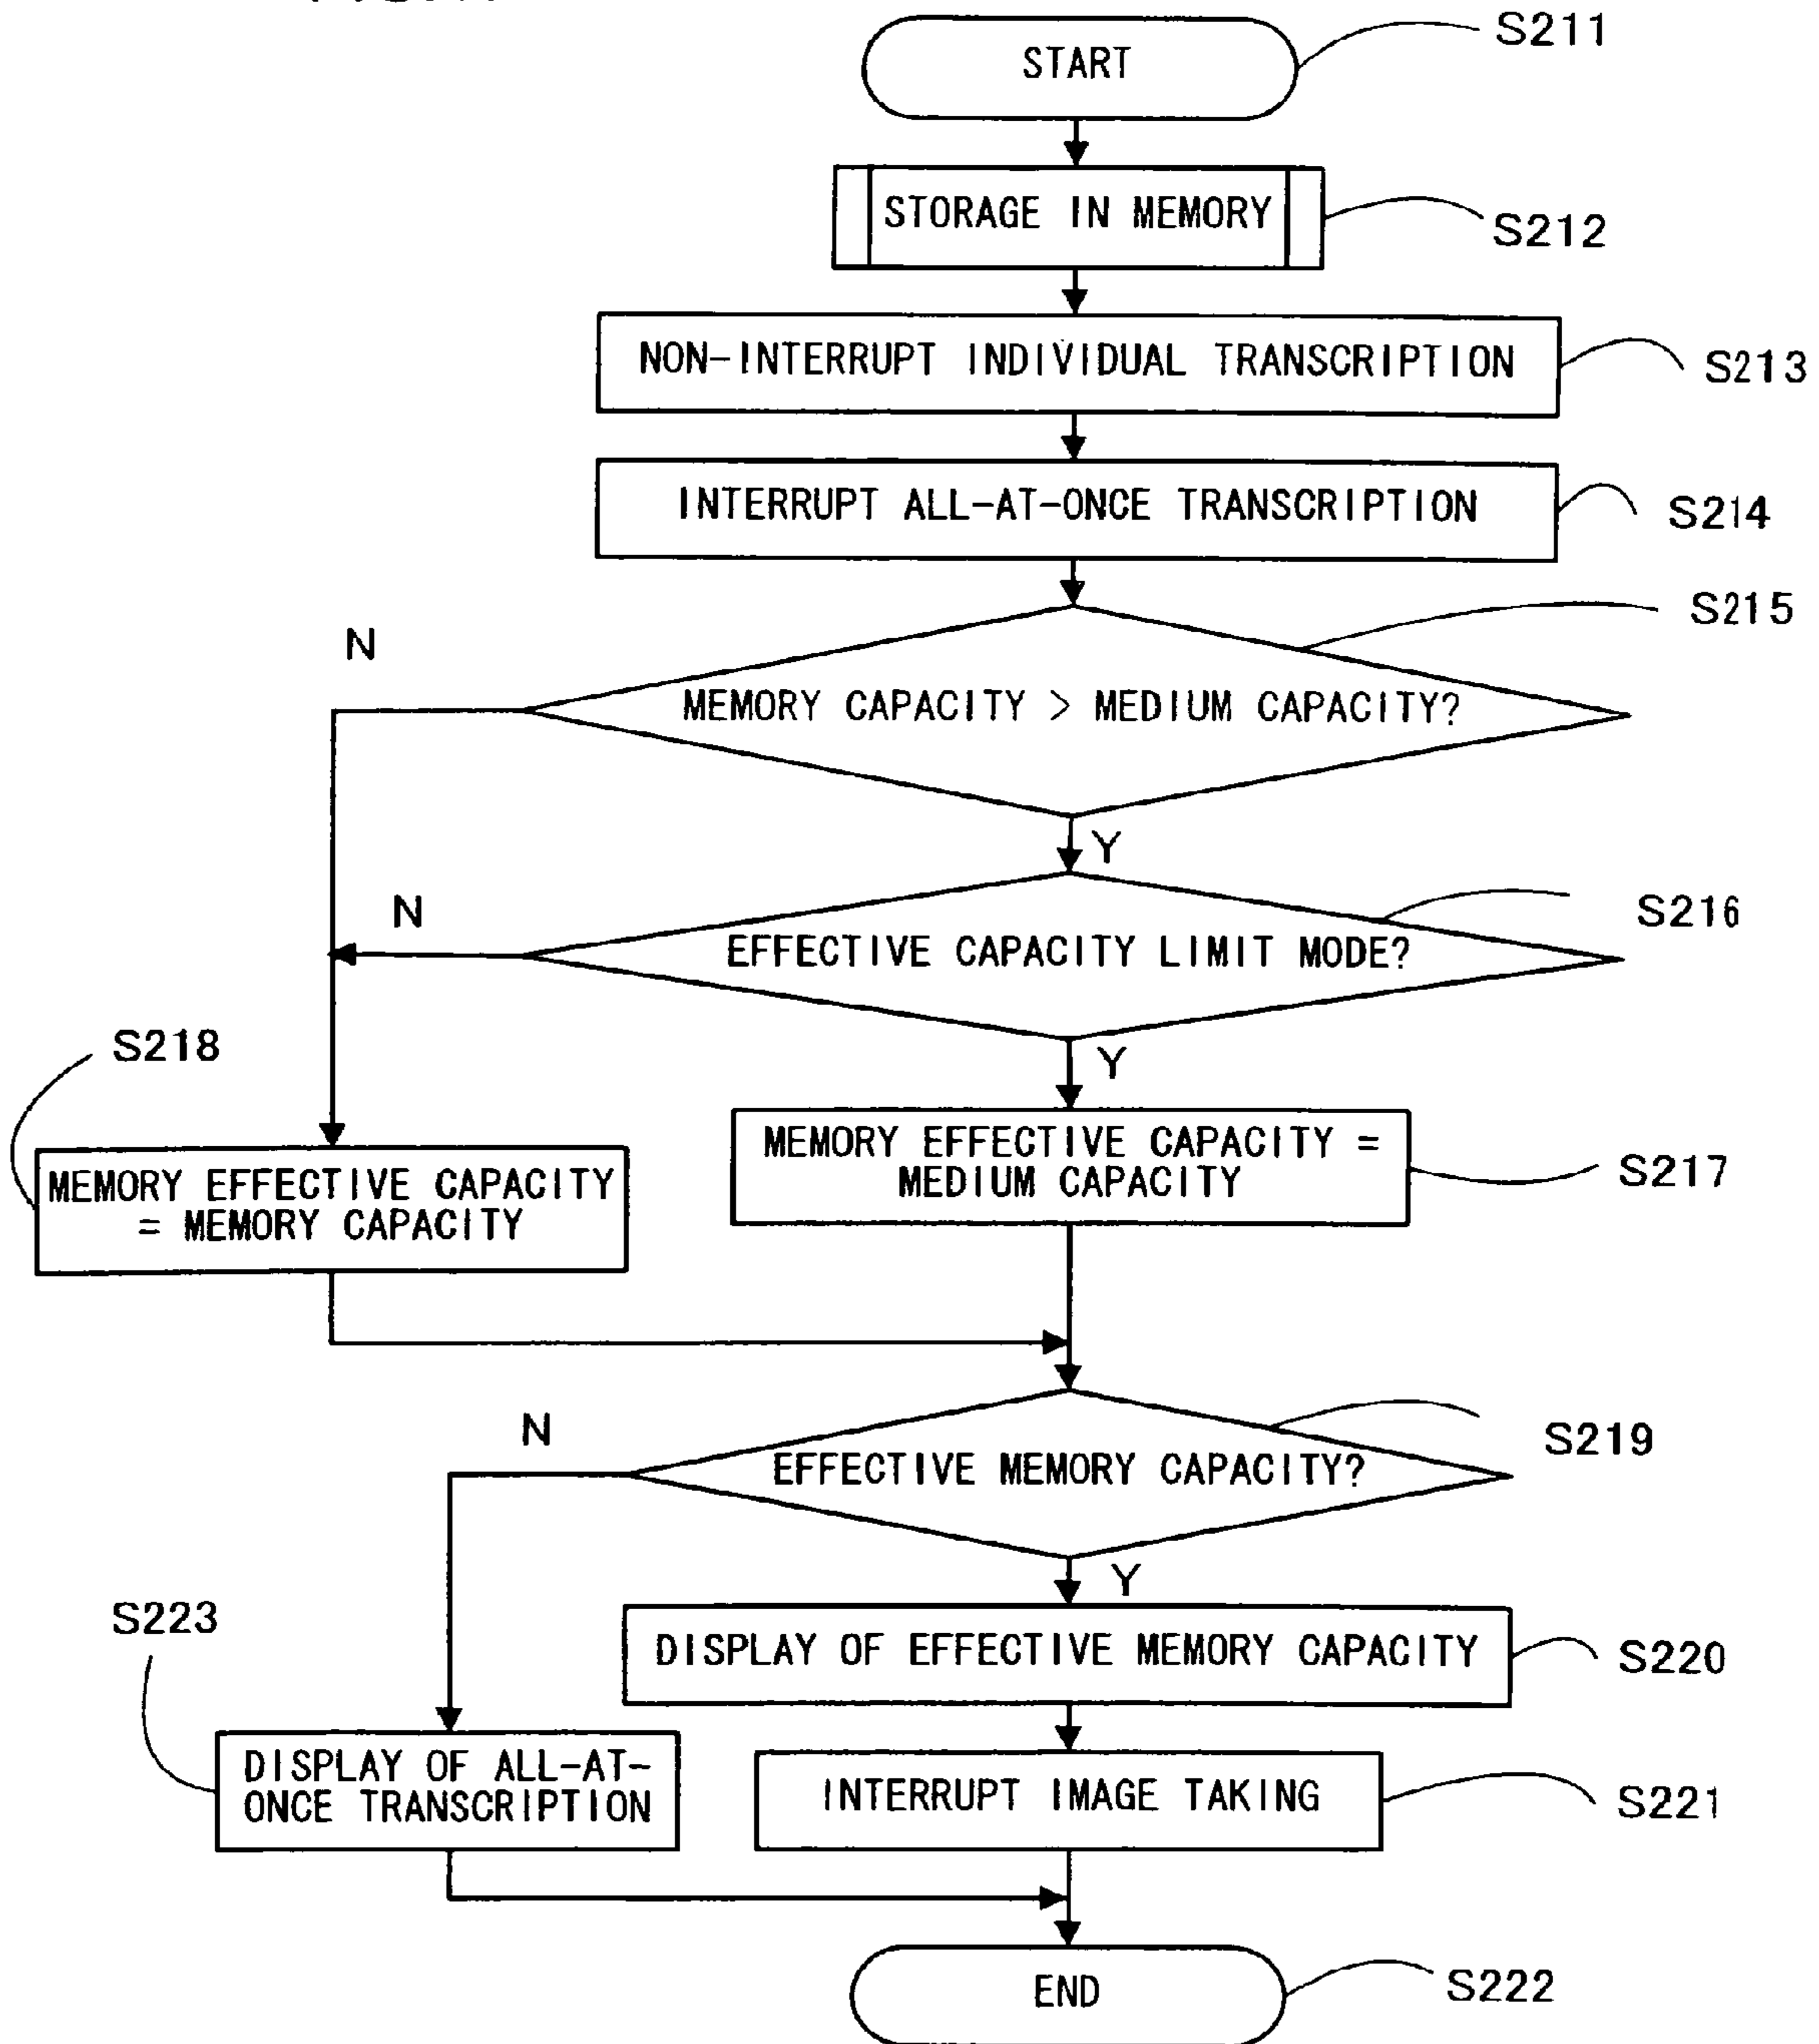 START
S211
STORAGE IN MEMORY
S212
NON-INTERRUPT INDIVIDUAL TRANSCRIPTION
S213
INTERRUPT ALL-AT-ONCE TRANSCRIPTION
S214
S215
N
MEMORY CAPACITY > MEDIUM CAPACITY?
Y
N
S216
EFFECTIVE CAPACITY LIMIT MODE?
Y
S218
MEMORY EFFECTIVE CAPACITY
= MEMORY CAPACITY
MEMORY EFFECTIVE CAPACITY =
MEDIUM CAPACITY
S217
N
S219
EFFECTIVE MEMORY CAPACITY?
Y
S223
DISPLAY OF EFFECTIVE MEMORY CAPACITY
S220
DISPLAY OF ALL-AT-
ONCE TRANSCRIPTION
INTERRUPT IMAGE TAKING
S221
END
S222